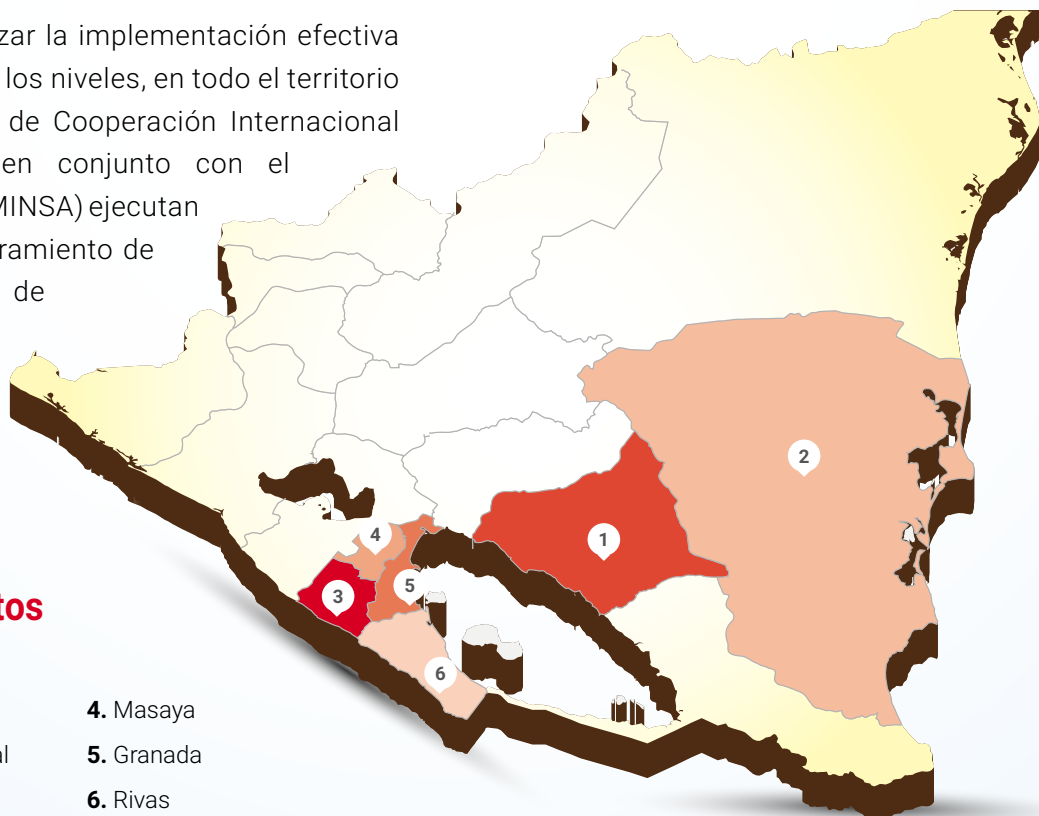 zar la implementación efectiva
los niveles, en todo el territorio
de Cooperación Internacional
en conjunto con el
MINSA) ejecutan
ramiento de
de
2
1
4
5
3
6
tos
4. Masaya
al
5. Granada
6. Rivas